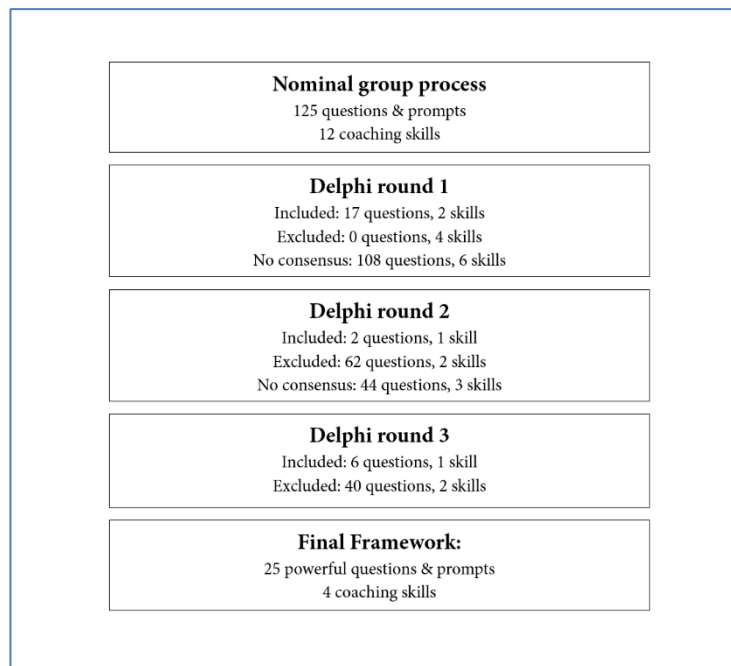 Nominal group process
125 questions & prompts
12 coaching skills
Delphi round 1
Included: 17 questions, 2 skills
Excluded: 0 questions, 4 skills
No consensus: 108 questions, 6 skills
Delphi round 2
Included: 2 questions, 1 skill
Excluded: 62 questions, 2 skills
No consensus: 44 questions, 3 skills
Delphi round 3
Included: 6 questions, 1 skill
Excluded: 40 questions, 2 skills
Final Framework:
25 powerful questions & prompts
4 coaching skills